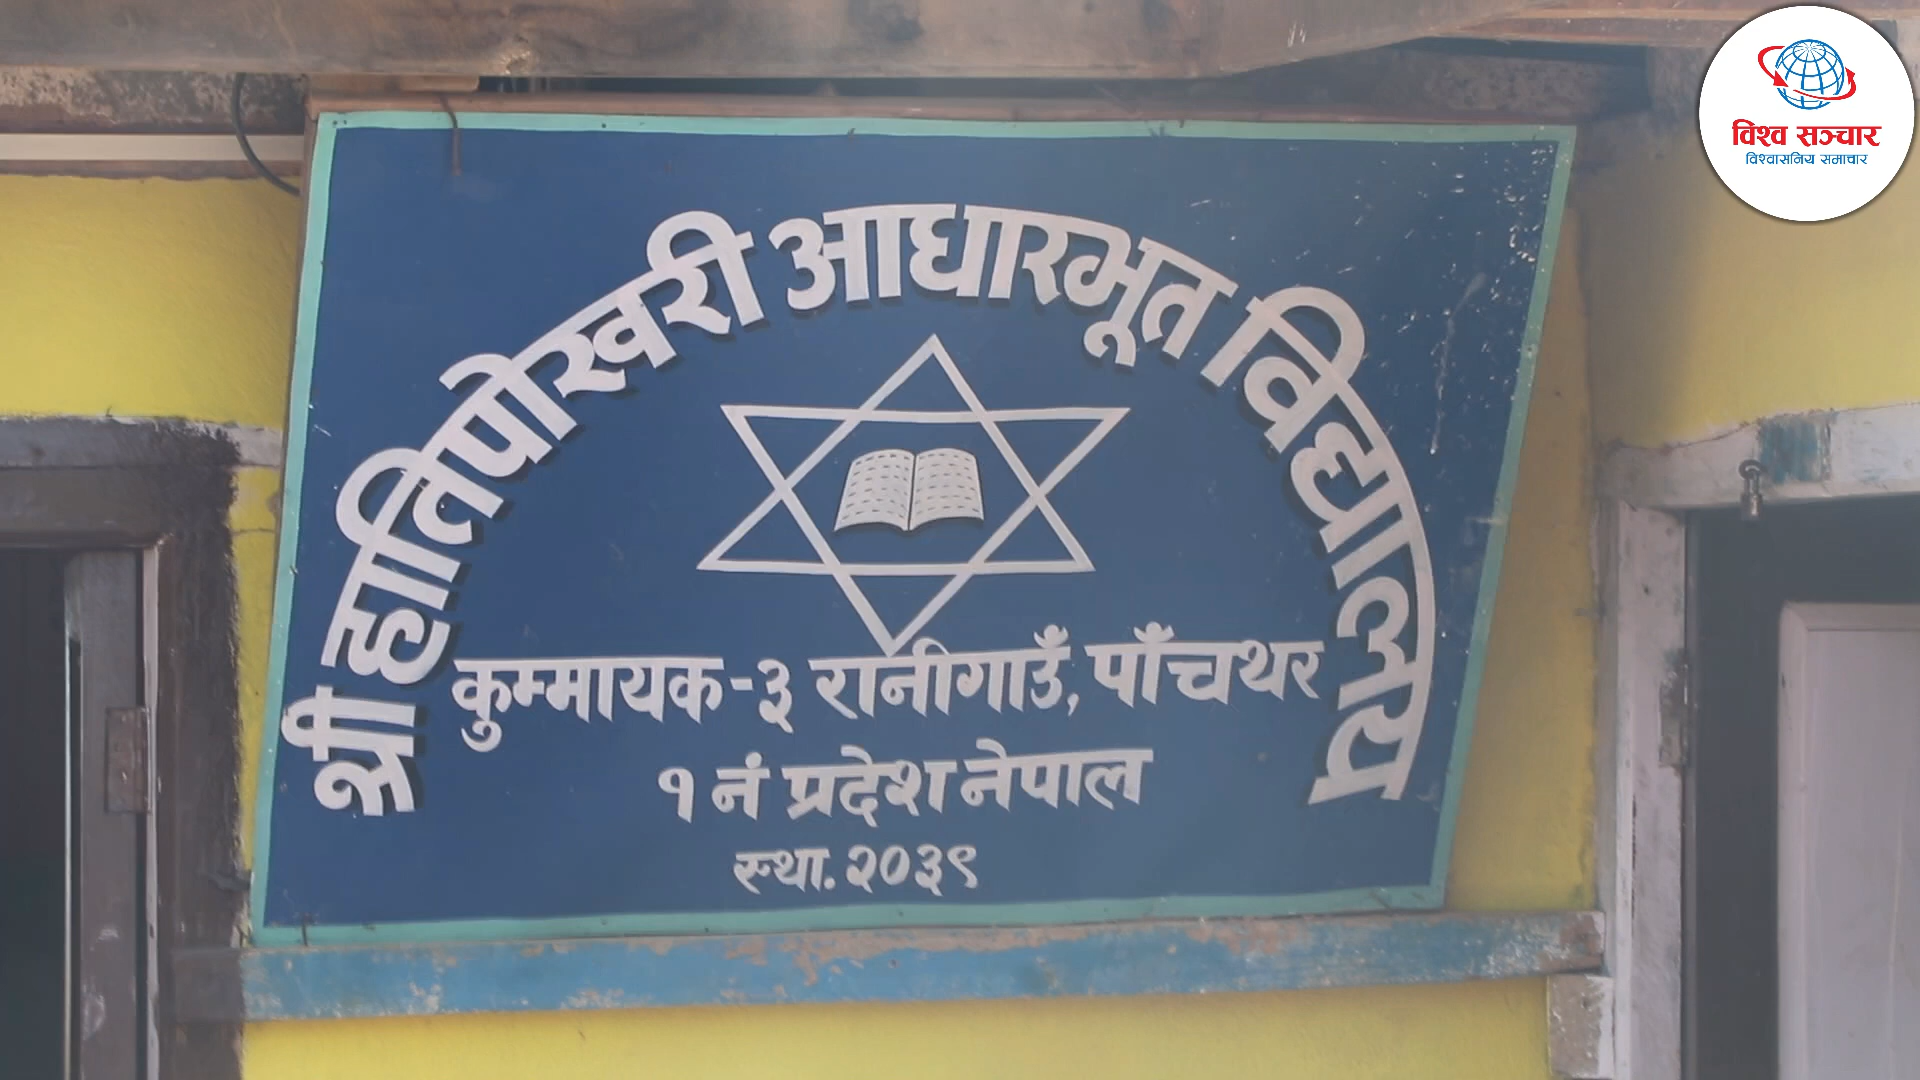 श्री हात्तिपोखरी आधारभूत विद्यालय
कुम्मायक-३ रानीगाउँ, पाँचथर
१ नं प्रदेश नेपाल
स्था. २०३९
विश्व सञ्चार
विश्वासनिय समाचार